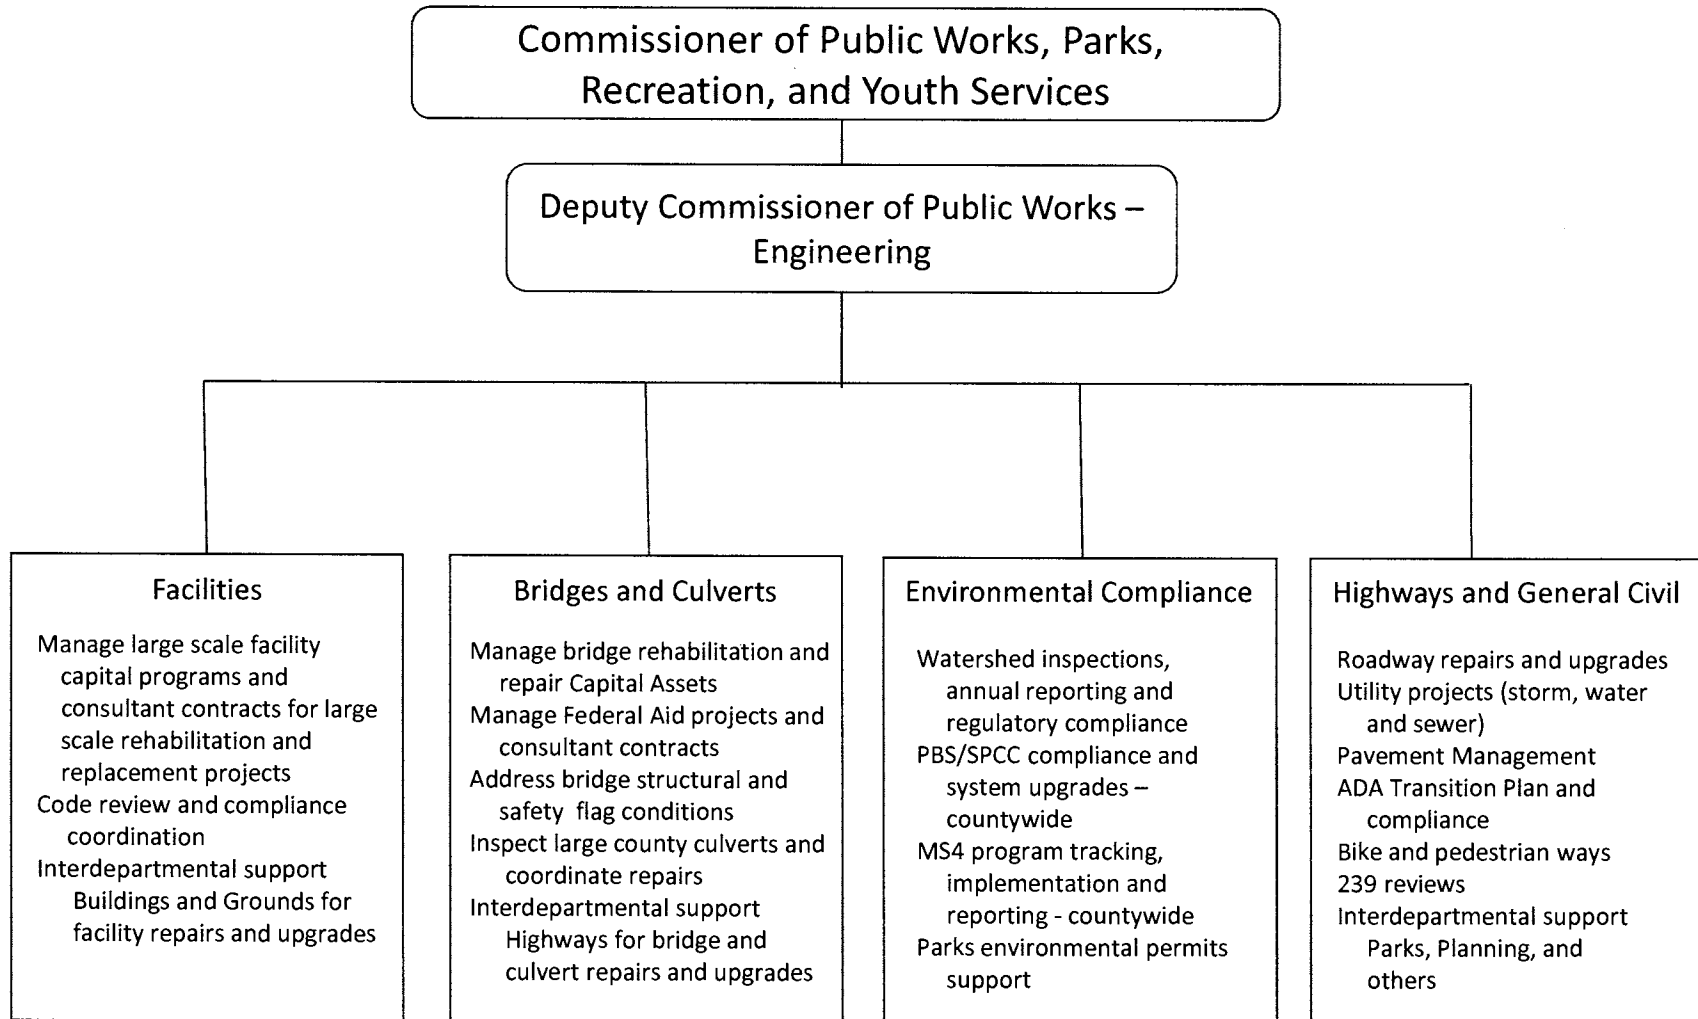 Commissioner of Public Works, Parks,
Recreation, and Youth Services
Deputy Commissioner of Public Works –
Engineering
Facilities
Manage large scale facility
capital programs and
consultant contracts for large
scale rehabilitation and
replacement projects
Code review and compliance
coordination
Interdepartmental support
Buildings and Grounds for
facility repairs and upgrades
Bridges and Culverts
Manage bridge rehabilitation and
repair Capital Assets
Manage Federal Aid projects and
consultant contracts
Address bridge structural and
safety flag conditions
Inspect large county culverts and
coordinate repairs
Interdepartmental support
Highways for bridge and
culvert repairs and upgrades
Environmental Compliance
Watershed inspections,
annual reporting and
regulatory compliance
PBS/SPCC compliance and
system upgrades –
countywide
MS4 program tracking,
implementation and
reporting - countywide
Parks environmental permits
support
Highways and General Civil
Roadway repairs and upgrades
Utility projects (storm, water
and sewer)
Pavement Management
ADA Transition Plan and
compliance
Bike and pedestrian ways
239 reviews
Interdepartmental support
Parks, Planning, and
others